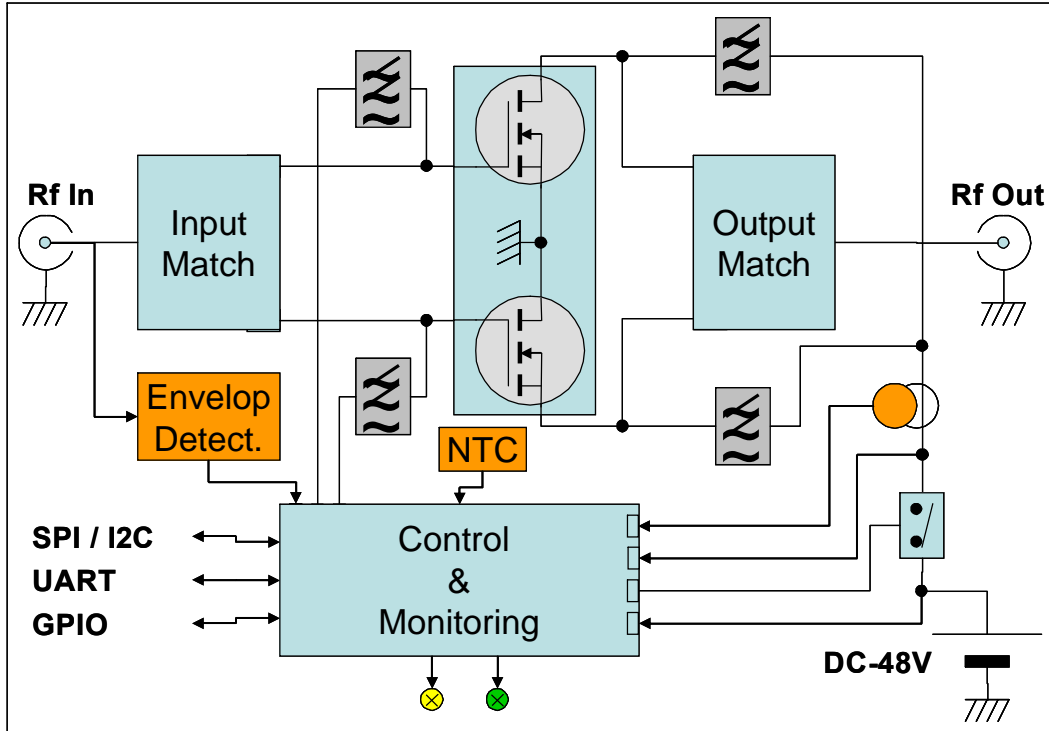 Rf In
Input
Match
Output
Match
Rf Out
Envelop
Detect.
NTC
SPI / I2C
UART
GPIO
Control
&
Monitoring
DC-48V